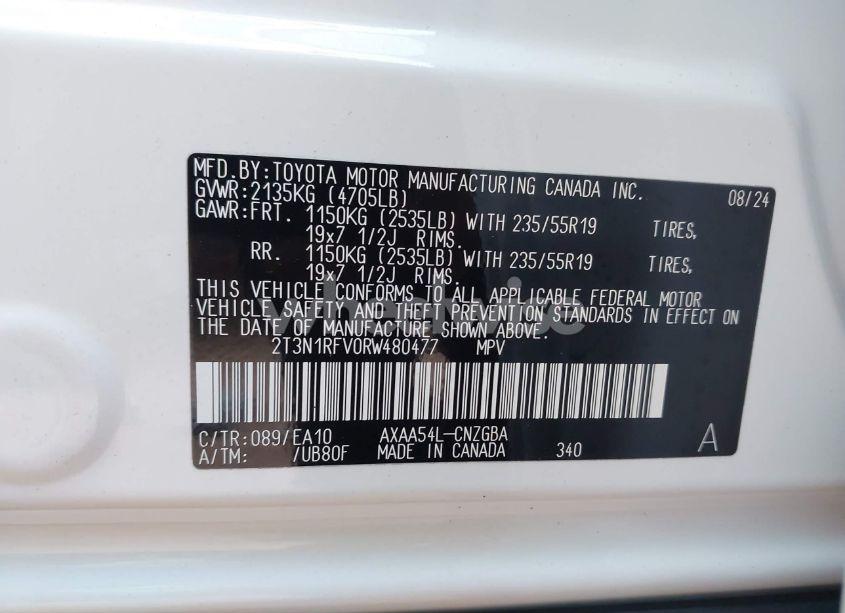 MFD.BY:TOYOTA MOTOR MANUFACTURING CANADA INC. 08/24
GVWR:2135KG (4705LB)
GAWR:FRT. 1150KG (2535LB) WITH 235/55R19 TIRES,
19x7 1/2J RIMS.
RR. 1150KG (2535LB) WITH 235/55R19 TIRES,
19x7 1/2J RIMS.
THIS VEHICLE CONFORMS TO ALL APPLICABLE FEDERAL MOTOR
VEHICLE SAFETY AND THEFT PREVENTION STANDARDS IN EFFECT ON
THE DATE OF MANUFACTURE SHOWN ABOVE.
2T3N1RFV0RW480477 MPV
C/TR:089/EA10 AXAA54L-CNZGBA
A/TM: /UB80F MADE IN CANADA 340 A